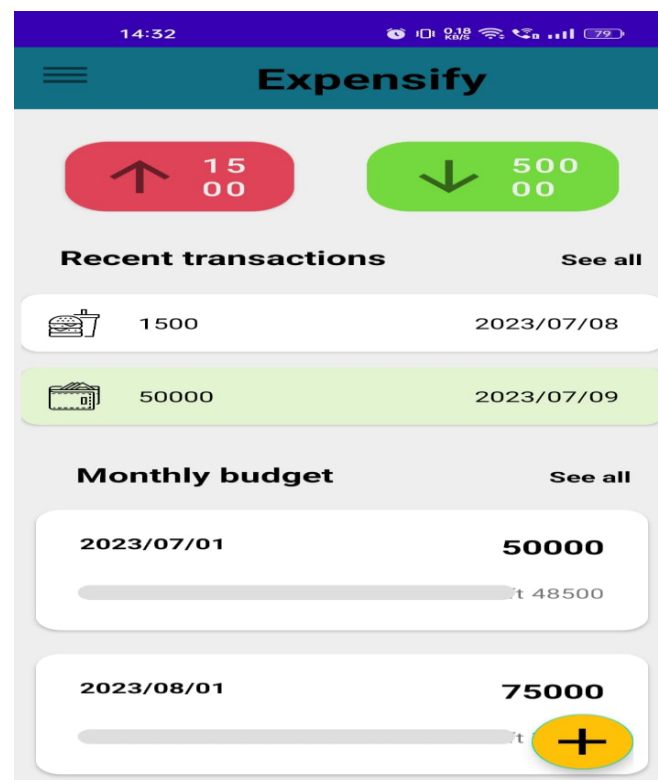 14:32 0.18 KB/S 79
Expensify
15
00
500
00
Recent transactions See all
1500 2023/07/08
50000 2023/07/09
Monthly budget See all
2023/07/01 50000
48500
2023/08/01 75000